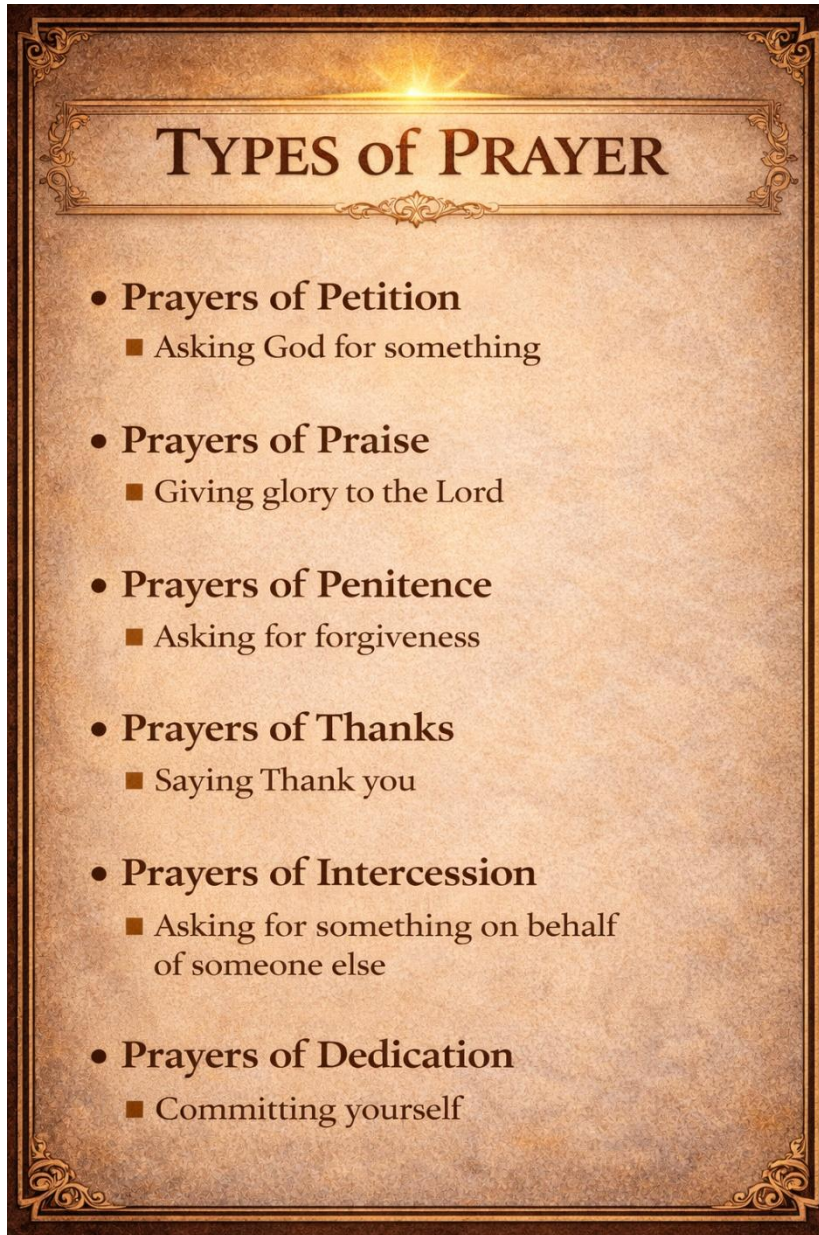 TYPES of PRAYER
• Prayers of Petition
■ Asking God for something
• Prayers of Praise
■ Giving glory to the Lord
• Prayers of Penitence
■ Asking for forgiveness
• Prayers of Thanks
■ Saying Thank you
• Prayers of Intercession
■ Asking for something on behalf
of someone else
• Prayers of Dedication
■ Committing yourself